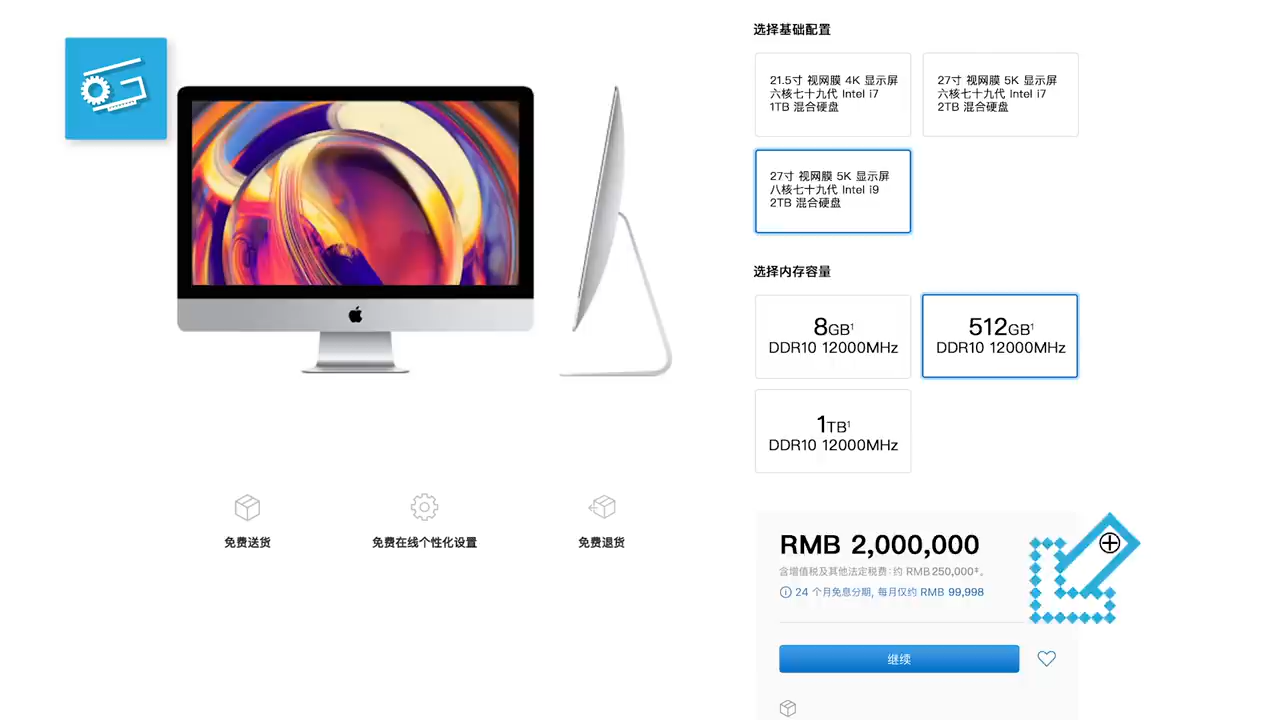 选择基础配置
21.5寸 视网膜 4K 显示屏
六核七十九代 Intel i7
1TB 混合硬盘
27寸 视网膜 5K 显示屏
六核七十九代 Intel i7
2TB 混合硬盘
27寸 视网膜 5K 显示屏
八核七十九代 Intel i9
2TB 混合硬盘
选择内存容量
8GB¹
DDR10 12000MHz
512GB¹
DDR10 12000MHz
1TB¹
DDR10 12000MHz
免费送货
免费在线个性化设置
免费退货
RMB 2,000,000
含增值税及其他法定税费：约 RMB 250,000‡。
24 个月免息分期, 每月仅约 RMB 99,998
继续